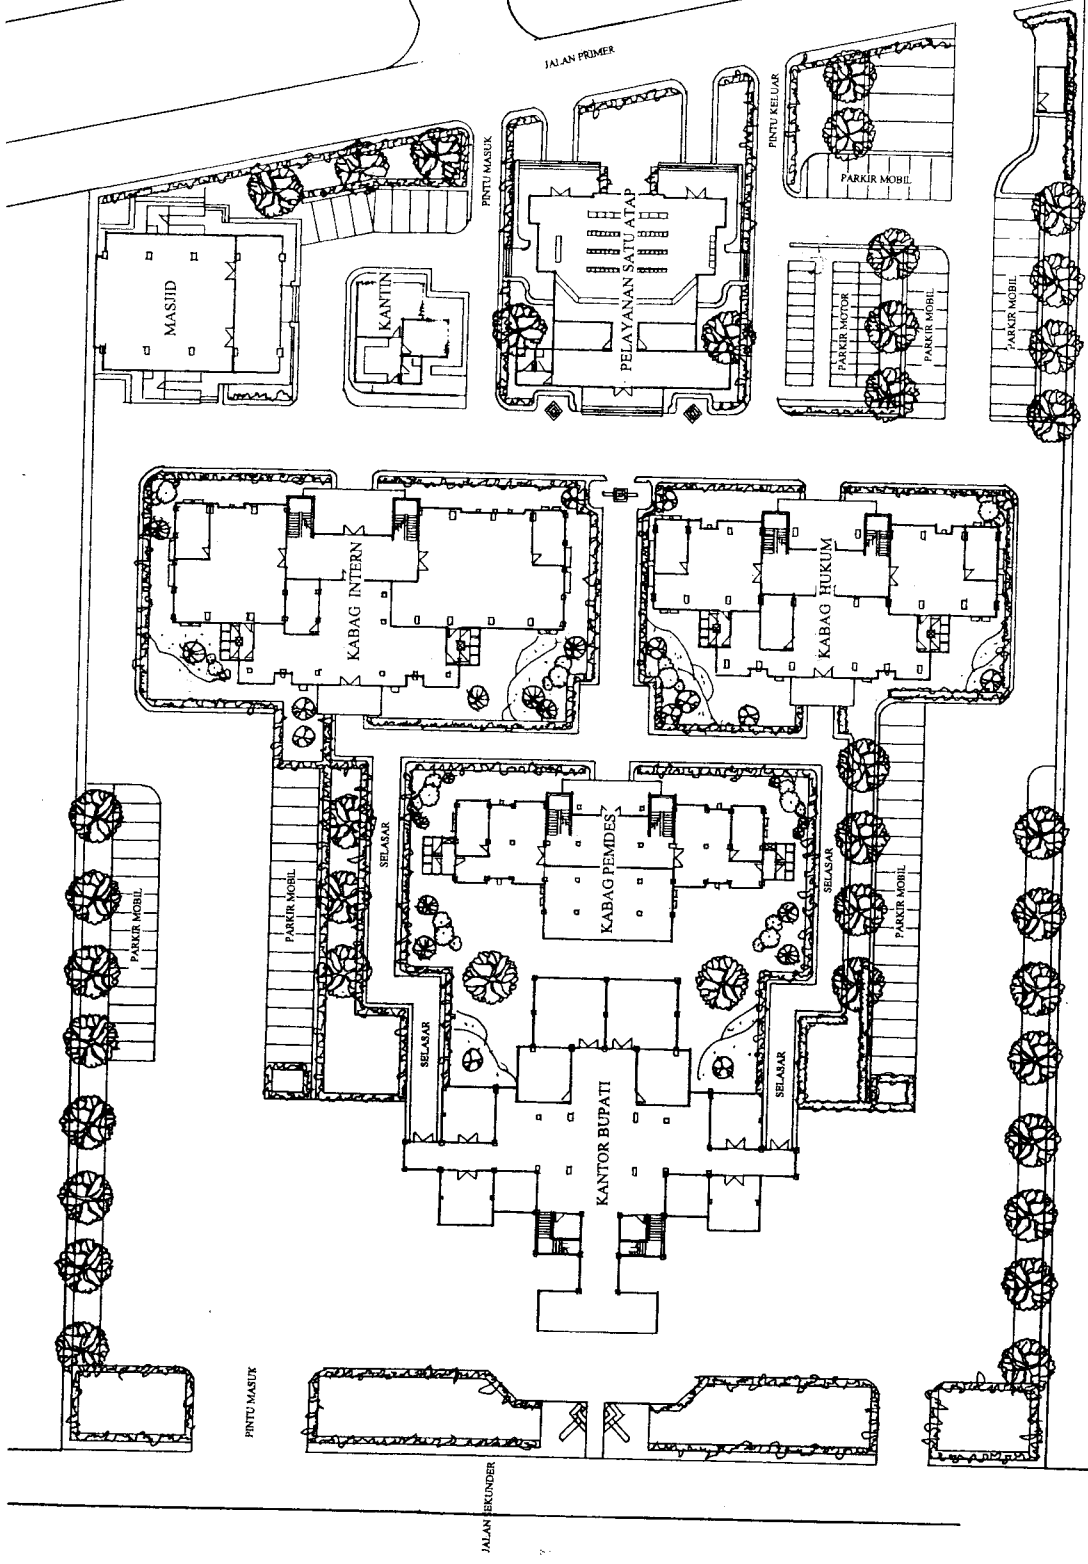 JALAN PRIMER
PINTU MASUK
PINTU KELUAR
PARKIR MOBIL
MASJID
KANTIN
PELAYANAN SATU ATAP
PARKIR MOTOR
PARKIR MOBIL
PARKIR MOBIL
KABAG INTERN
KABAG HUKUM
PARKIR MOBIL
PARKIR MOBIL
SELASAR
KABAG PEMDES
SELASAR
PARKIR MOBIL
SELASAR
KANTOR BUPATI
SELASAR
PINTU MASUK
JALAN SEKUNDER